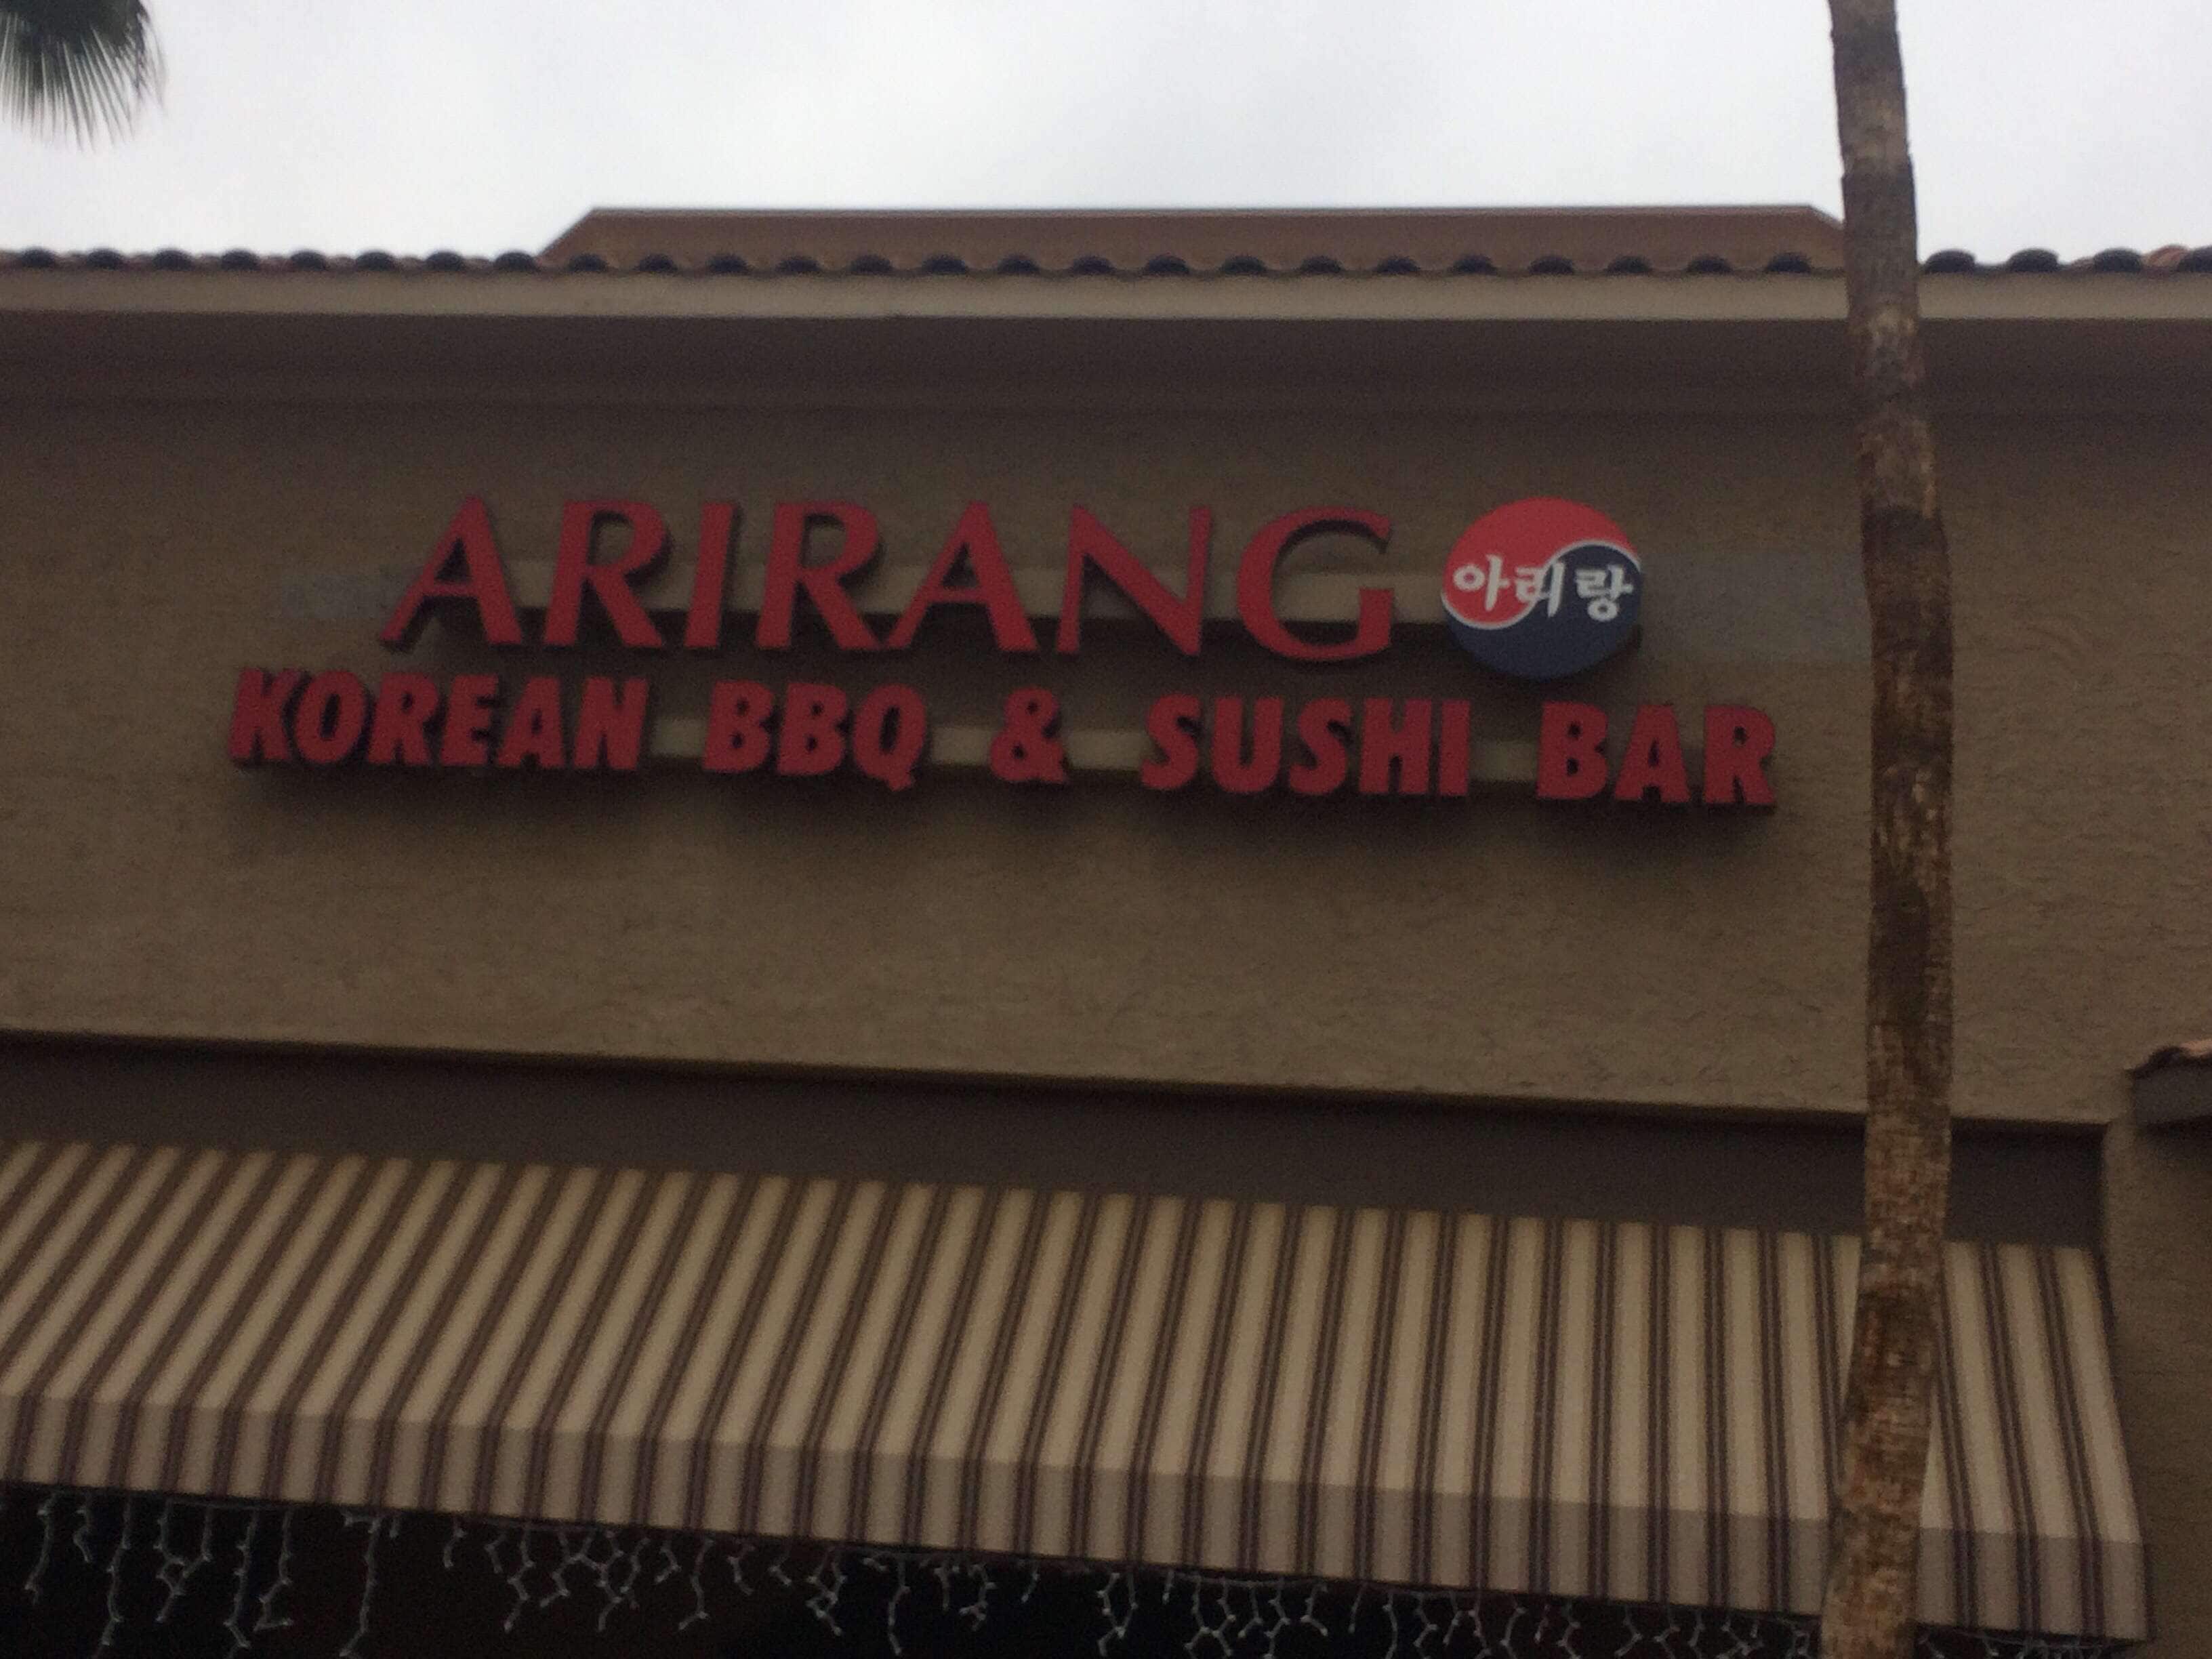 ARIRANG 아리랑
KOREAN BBQ & SUSHI BAR